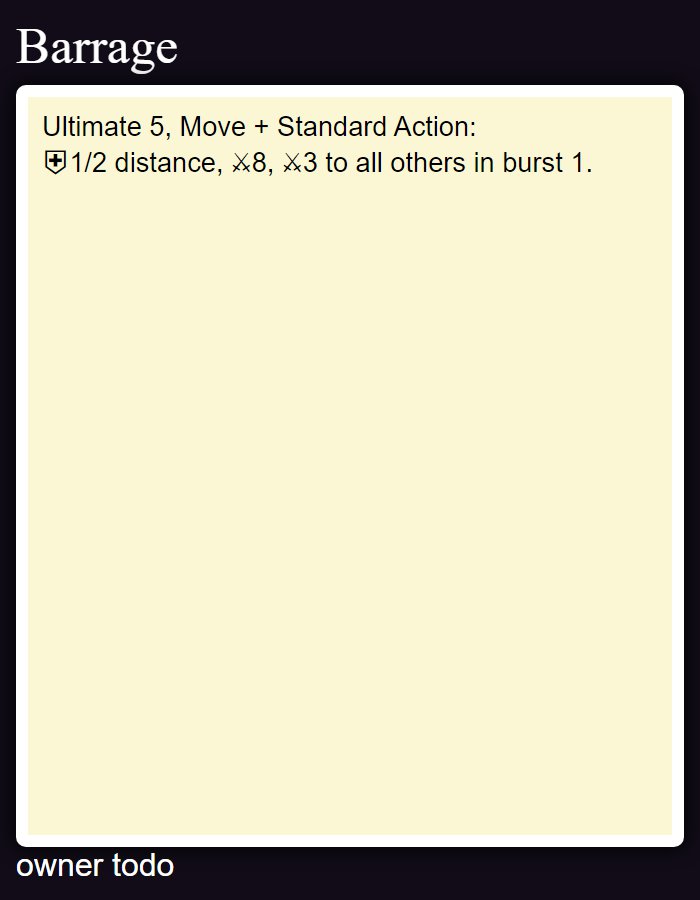 Barrage
Ultimate 5, Move + Standard Action:
⛨1/2 distance, ⚔8, ⚔3 to all others in burst 1.
owner todo